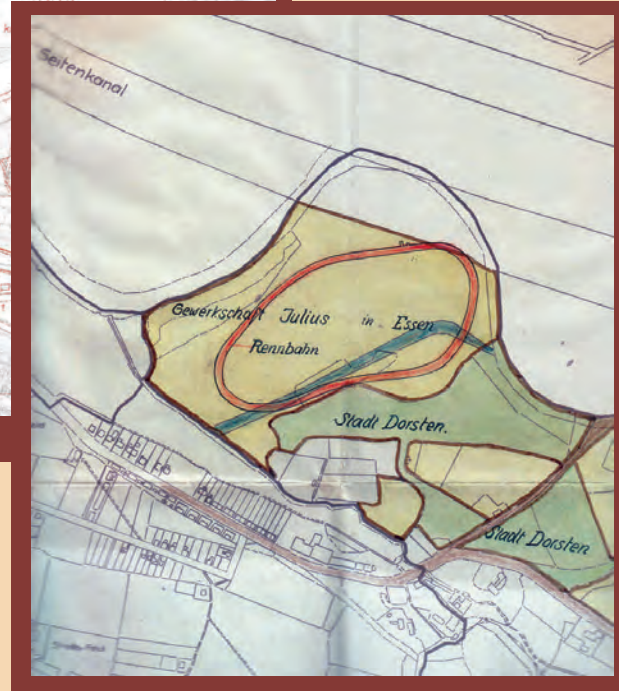 Seitenkanal
Gewerkschaft Julius in Essen
Rennbahn
Stadt Dorsten.
Stadt Dorsten